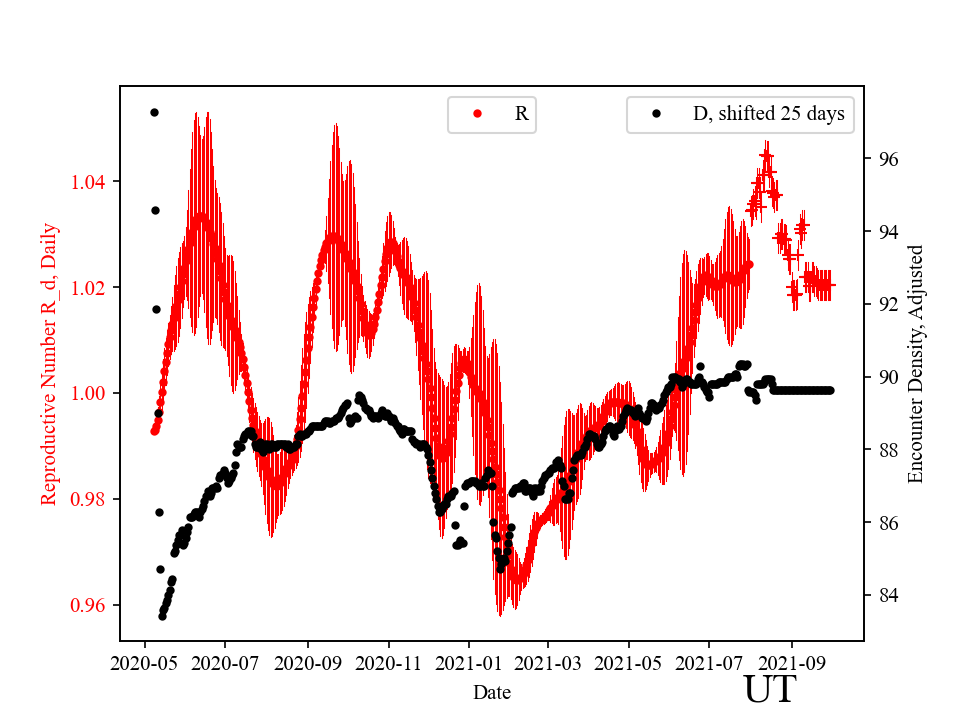 R
D, shifted 25 days
Reproductive Number R_d, Daily
1.04
1.02
1.00
0.98
0.96
96
94
92
90
88
86
84
Encounter Density, Adjusted
2020-05 2020-07 2020-09 2020-11 2021-01 2021-03 2021-05 2021-07 2021-09
Date
UT